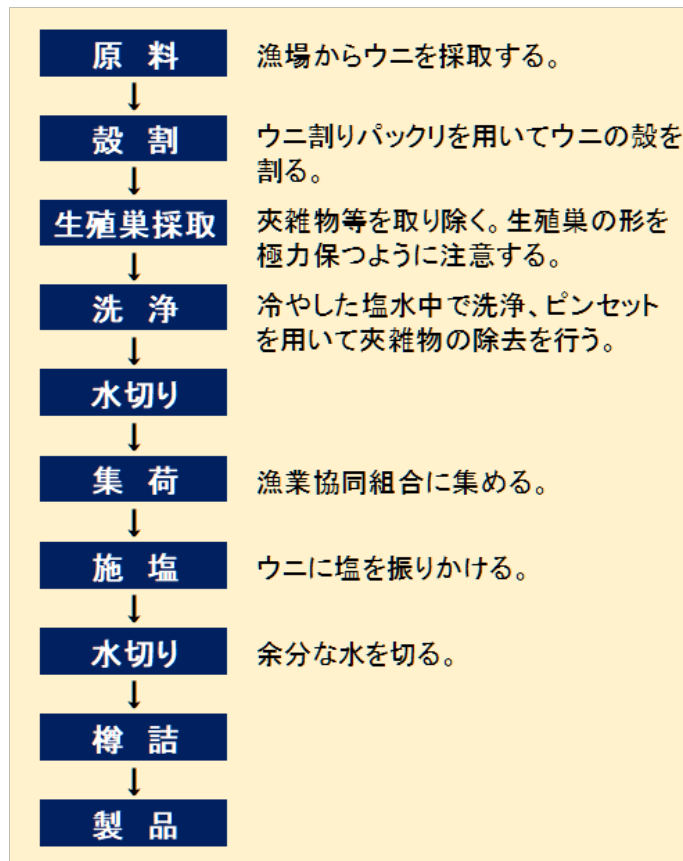 原 料 漁場からウニを採取する。
↓
殻 割 ウニ割りパックリを用いてウニの殻を
割る。
↓
生殖巣採取 夾雑物等を取り除く。生殖巣の形を
極力保つように注意する。
↓
洗 浄 冷やした塩水中で洗浄、ピンセット
を用いて夾雑物の除去を行う。
↓
水切り
↓
集 荷 漁業協同組合に集める。
↓
施 塩 ウニに塩を振りかける。
↓
水切り 余分な水を切る。
↓
樽 詰
↓
製 品